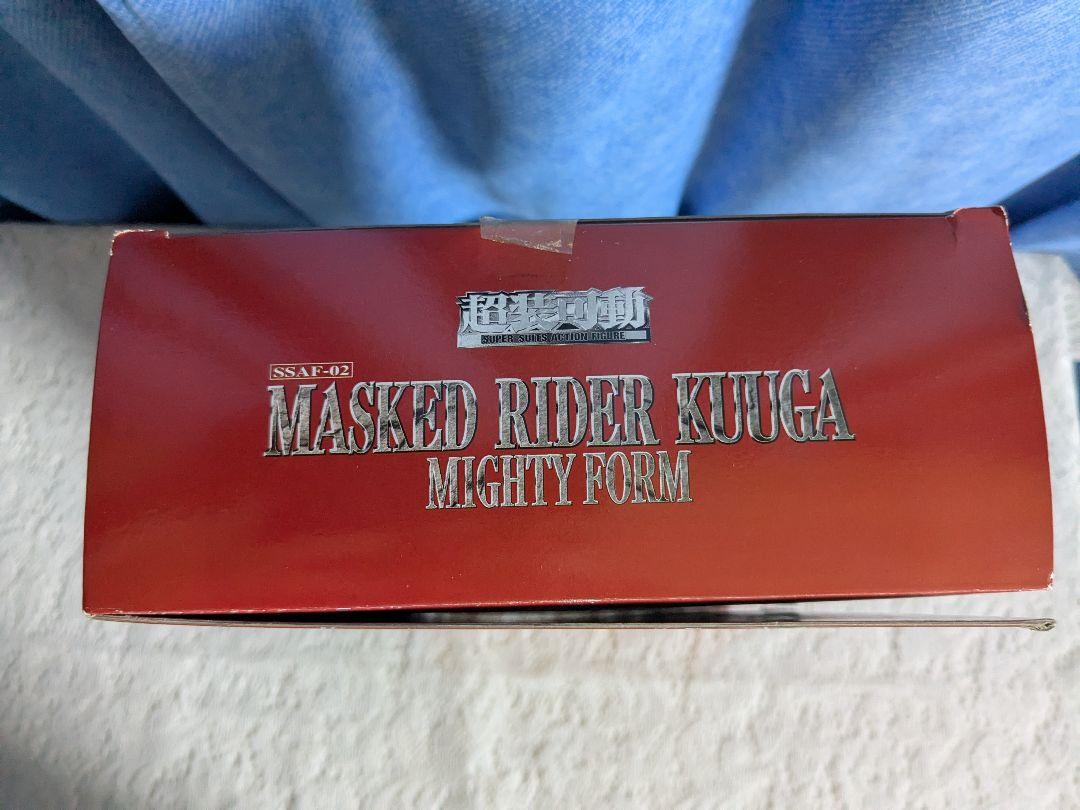 超装可動
SUPER SUITS ACTION FIGURE
SSAF-02
MASKED RIDER KUUGA
MIGHTY FORM